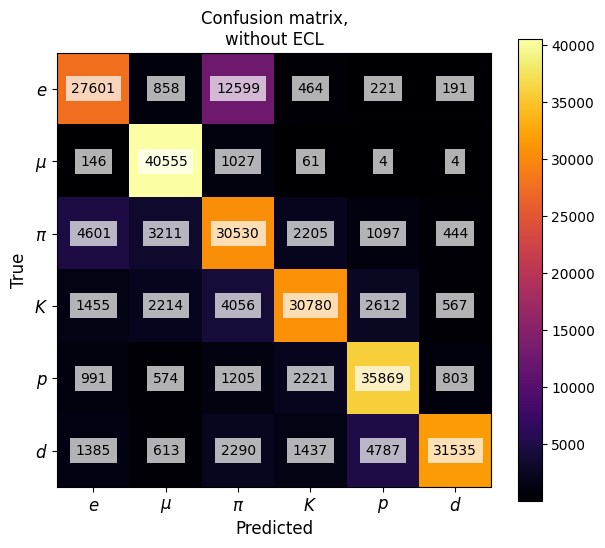 Confusion matrix,
without ECL
True
e 27601 858 12599 464 221 191
μ 146 40555 1027 61 4 4
π 4601 3211 30530 2205 1097 444
K 1455 2214 4056 30780 2612 567
p 991 574 1205 2221 35869 803
d 1385 613 2290 1437 4787 31535
e μ π K p d
Predicted
40000
35000
30000
25000
20000
15000
10000
5000